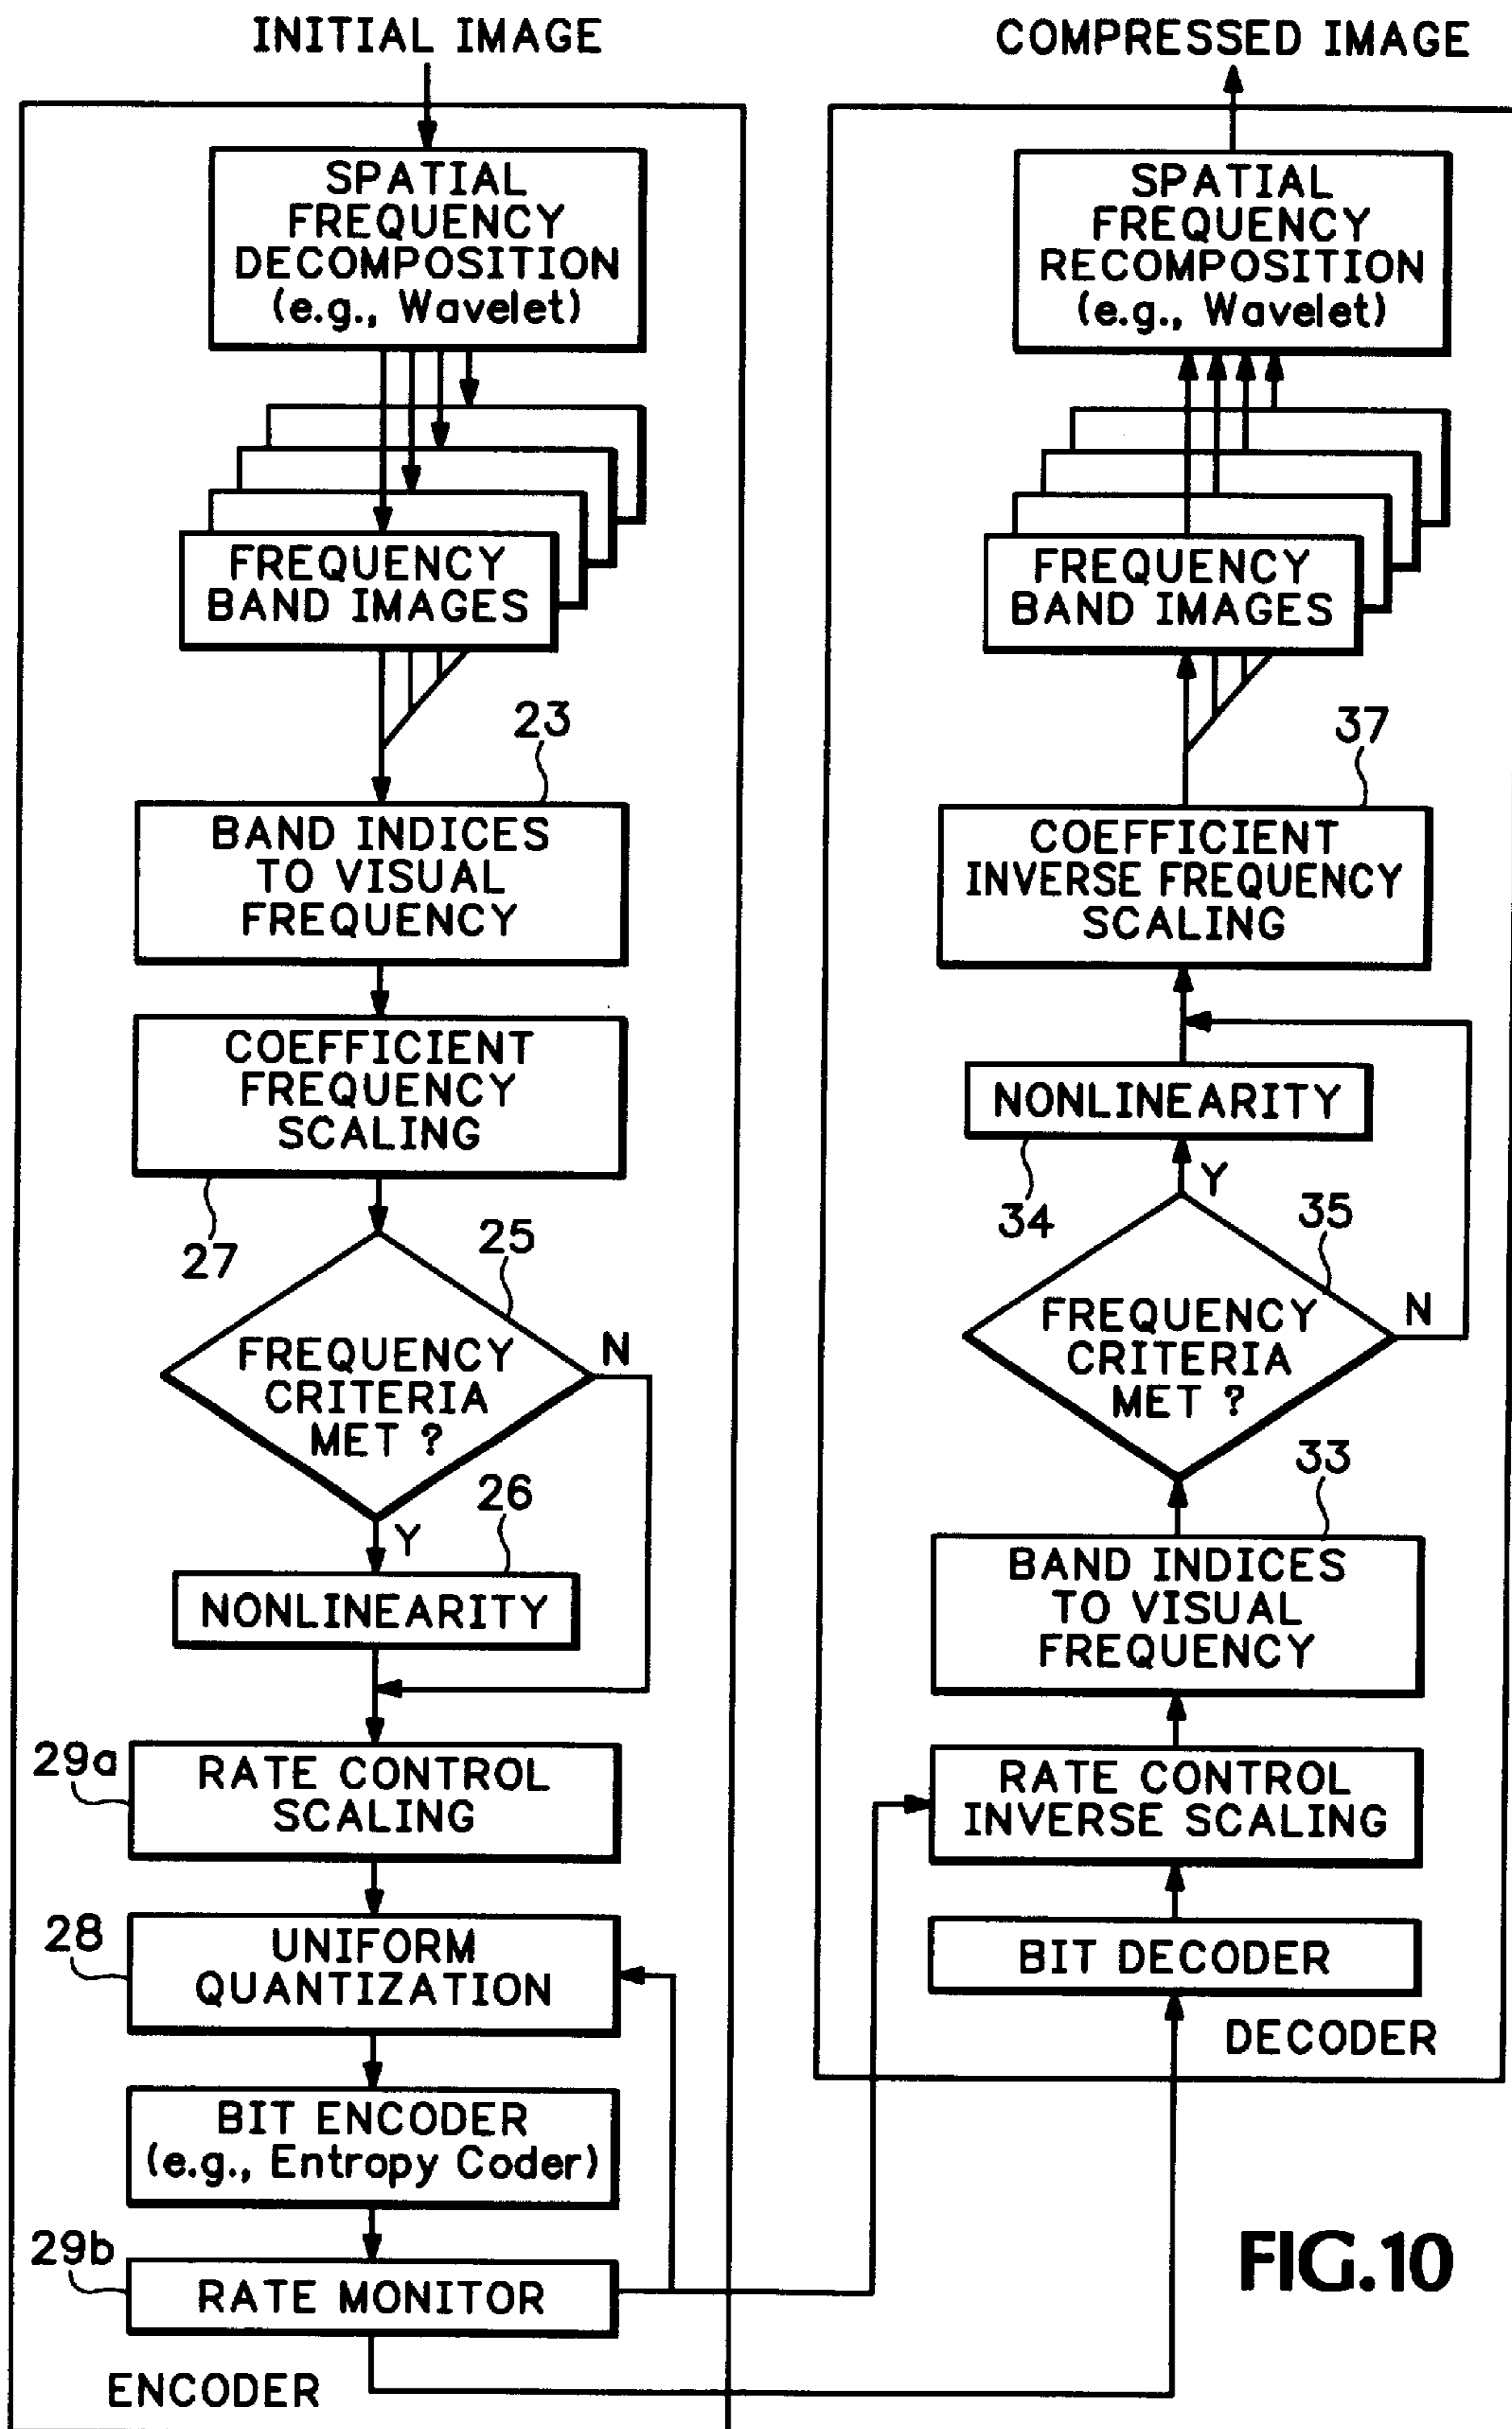 INITIAL IMAGE
SPATIAL
FREQUENCY
DECOMPOSITION
(e.g., Wavelet)
FREQUENCY
BAND IMAGES
23
BAND INDICES
TO VISUAL
FREQUENCY
COEFFICIENT
FREQUENCY
SCALING
27
25
FREQUENCY
CRITERIA
MET ?
N
Y
26
NONLINEARITY
29a
RATE CONTROL
SCALING
28
UNIFORM
QUANTIZATION
BIT ENCODER
(e.g., Entropy Coder)
29b
RATE MONITOR
ENCODER
COMPRESSED IMAGE
SPATIAL
FREQUENCY
RECOMPOSITION
(e.g., Wavelet)
FREQUENCY
BAND IMAGES
37
COEFFICIENT
INVERSE FREQUENCY
SCALING
NONLINEARITY
34
Y
35
FREQUENCY
CRITERIA
MET ?
N
33
BAND INDICES
TO VISUAL
FREQUENCY
RATE CONTROL
INVERSE SCALING
BIT DECODER
DECODER
FIG.10